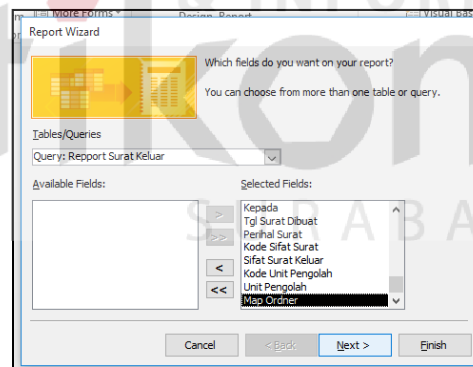 More Forms
Design Report
Visual Bas
Report Wizard
Which fields do you want on your report?
You can choose from more than one table or query.
Tables/Queries
Query: Repport Surat Keluar
Available Fields:
Selected Fields:
Kepada
Tgl Surat Dibuat
Perihal Surat
Kode Sifat Surat
Sifat Surat Keluar
Kode Unit Pengolah
Unit Pengolah
Map Ordner
>
>>
<
<<
Cancel
< Back
Next >
Finish
SURABA